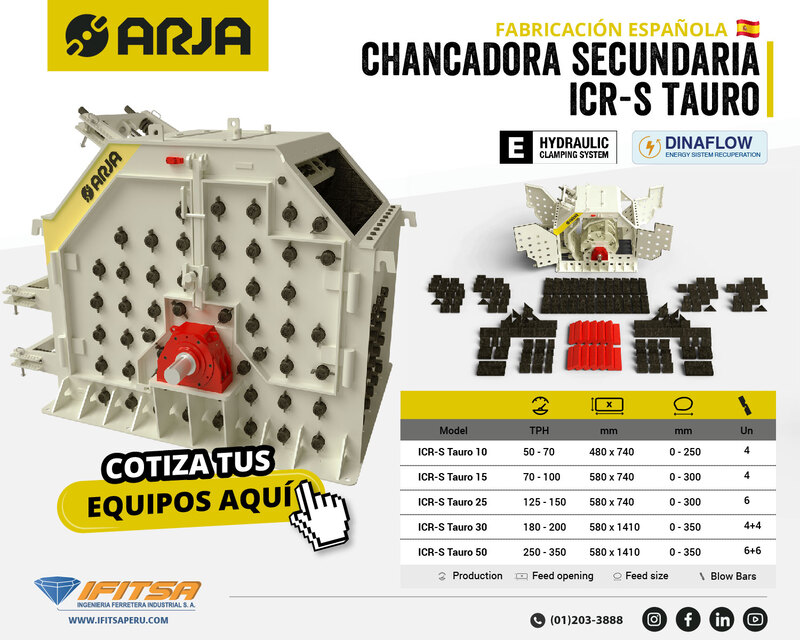 ARJA
FABRICACIÓN ESPAÑOLA
CHANCADORA SECUNDARIA
ICR-S TAURO
E HYDRAULIC
CLAMPING SYSTEM
DINAFLOW
ENERGY SISTEM RECUPERATION
ARJA
ARJA
COTIZA TUS
EQUIPOS AQUÍ
Model TPH mm mm Un
ICR-S Tauro 10 50 - 70 480 x 740 0 - 250 4
ICR-S Tauro 15 70 - 100 580 x 740 0 - 300 4
ICR-S Tauro 25 125 - 150 580 x 740 0 - 300 6
ICR-S Tauro 30 180 - 200 580 x 1410 0 - 350 4+4
ICR-S Tauro 50 250 - 350 580 x 1410 0 - 350 6+6
Production Feed opening Feed size Blow Bars
IFITSA
INGENIERIA FERRETERA INDUSTRIAL S. A.
WWW.IFITSAPERU.COM
(01)203-3888